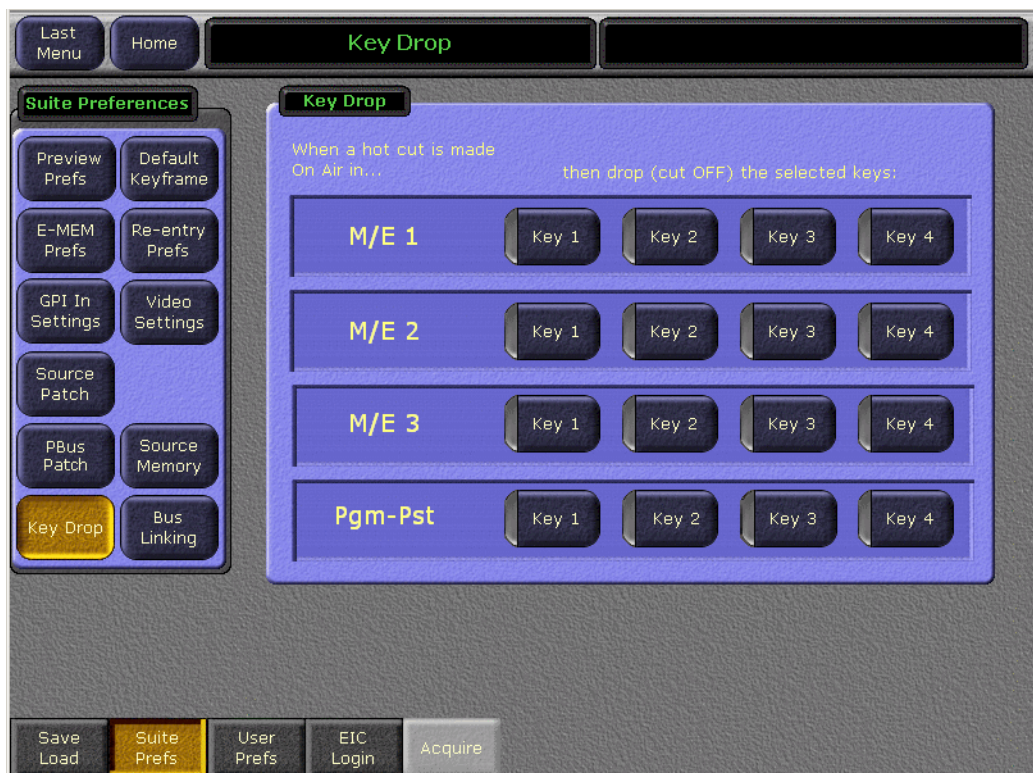 Last
Menu
Home
Key Drop
Suite Preferences
Preview
Prefs
Default
Keyframe
E-MEM
Prefs
Re-entry
Prefs
GPI In
Settings
Video
Settings
Source
Patch
PBus
Patch
Source
Memory
Key Drop
Bus
Linking
Key Drop
When a hot cut is made
On Air in...
then drop (cut OFF) the selected keys:
M/E 1
Key 1
Key 2
Key 3
Key 4
M/E 2
Key 1
Key 2
Key 3
Key 4
M/E 3
Key 1
Key 2
Key 3
Key 4
Pgm-Pst
Key 1
Key 2
Key 3
Key 4
Save
Load
Suite
Prefs
User
Prefs
EIC
Login
Acquire